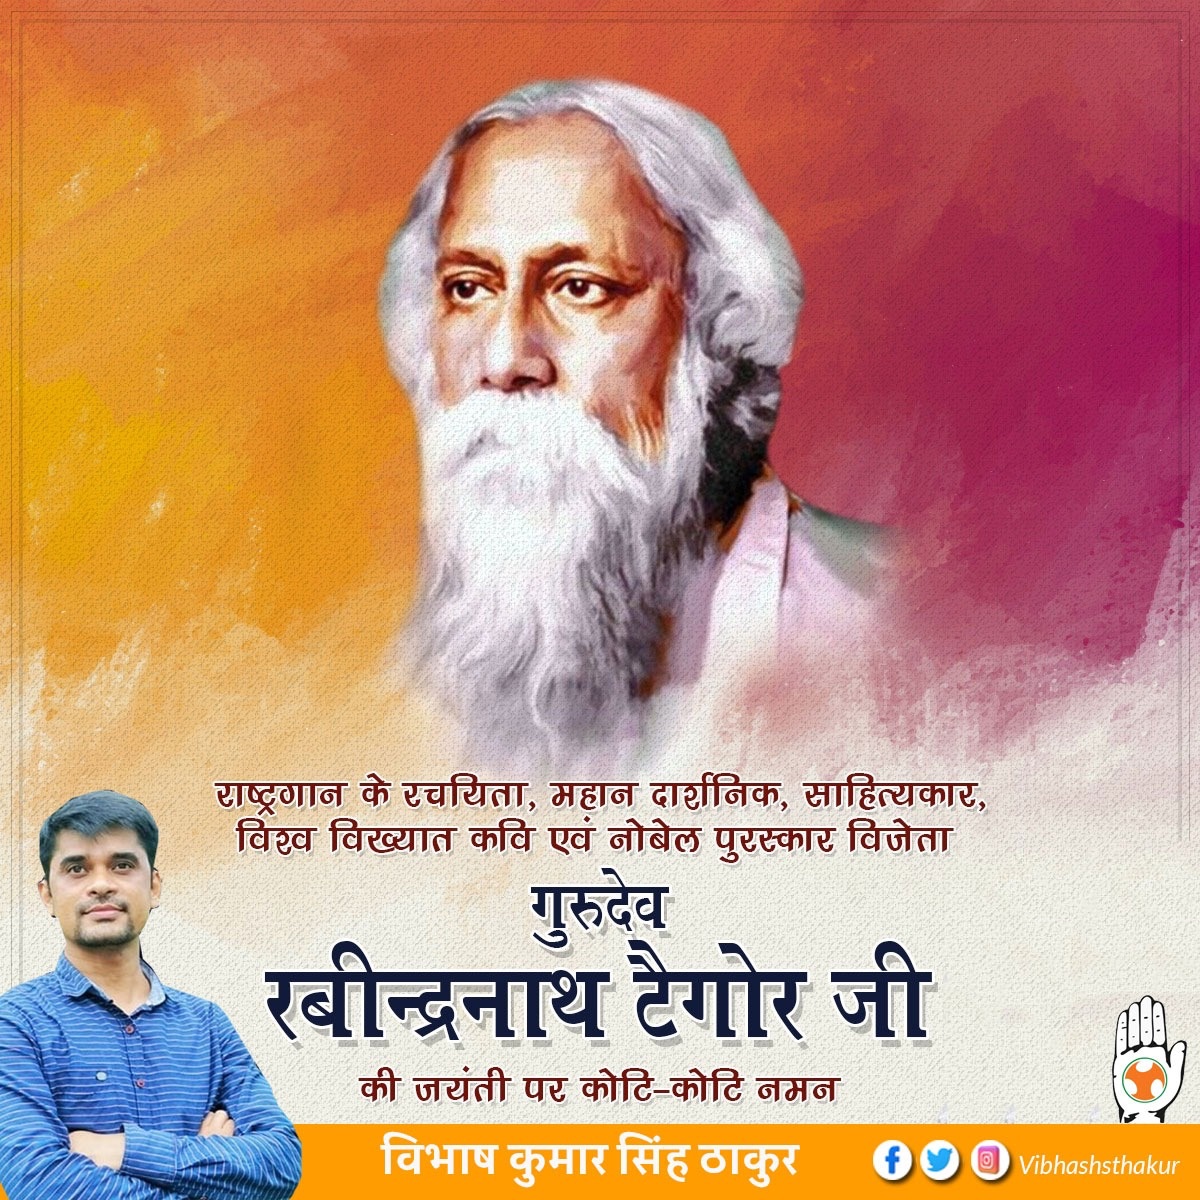 राष्ट्रगान के रचयिता, महान दार्शनिक, साहित्यकार,
विश्व विख्यात कवि एवं नोबेल पुरस्कार विजेता
गुरुदेव
रबीन्द्रनाथ टैगोर जी
की जयंती पर कोटि-कोटि नमन
विभाष कुमार सिंह ठाकुर
Vibhashsthakur